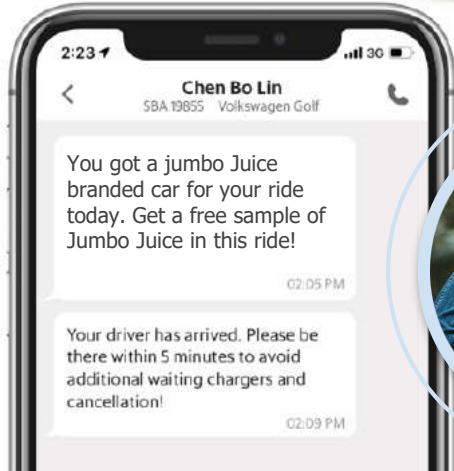 2:23
3G
Chen Bo Lin
SBA 19855 Volkswagen Golf
You got a jumbo Juice
branded car for your ride
today. Get a free sample of
Jumbo Juice in this ride!
02:05 PM
Your driver has arrived. Please be
there within 5 minutes to avoid
additional waiting chargers and
cancellation!
02:09 PM